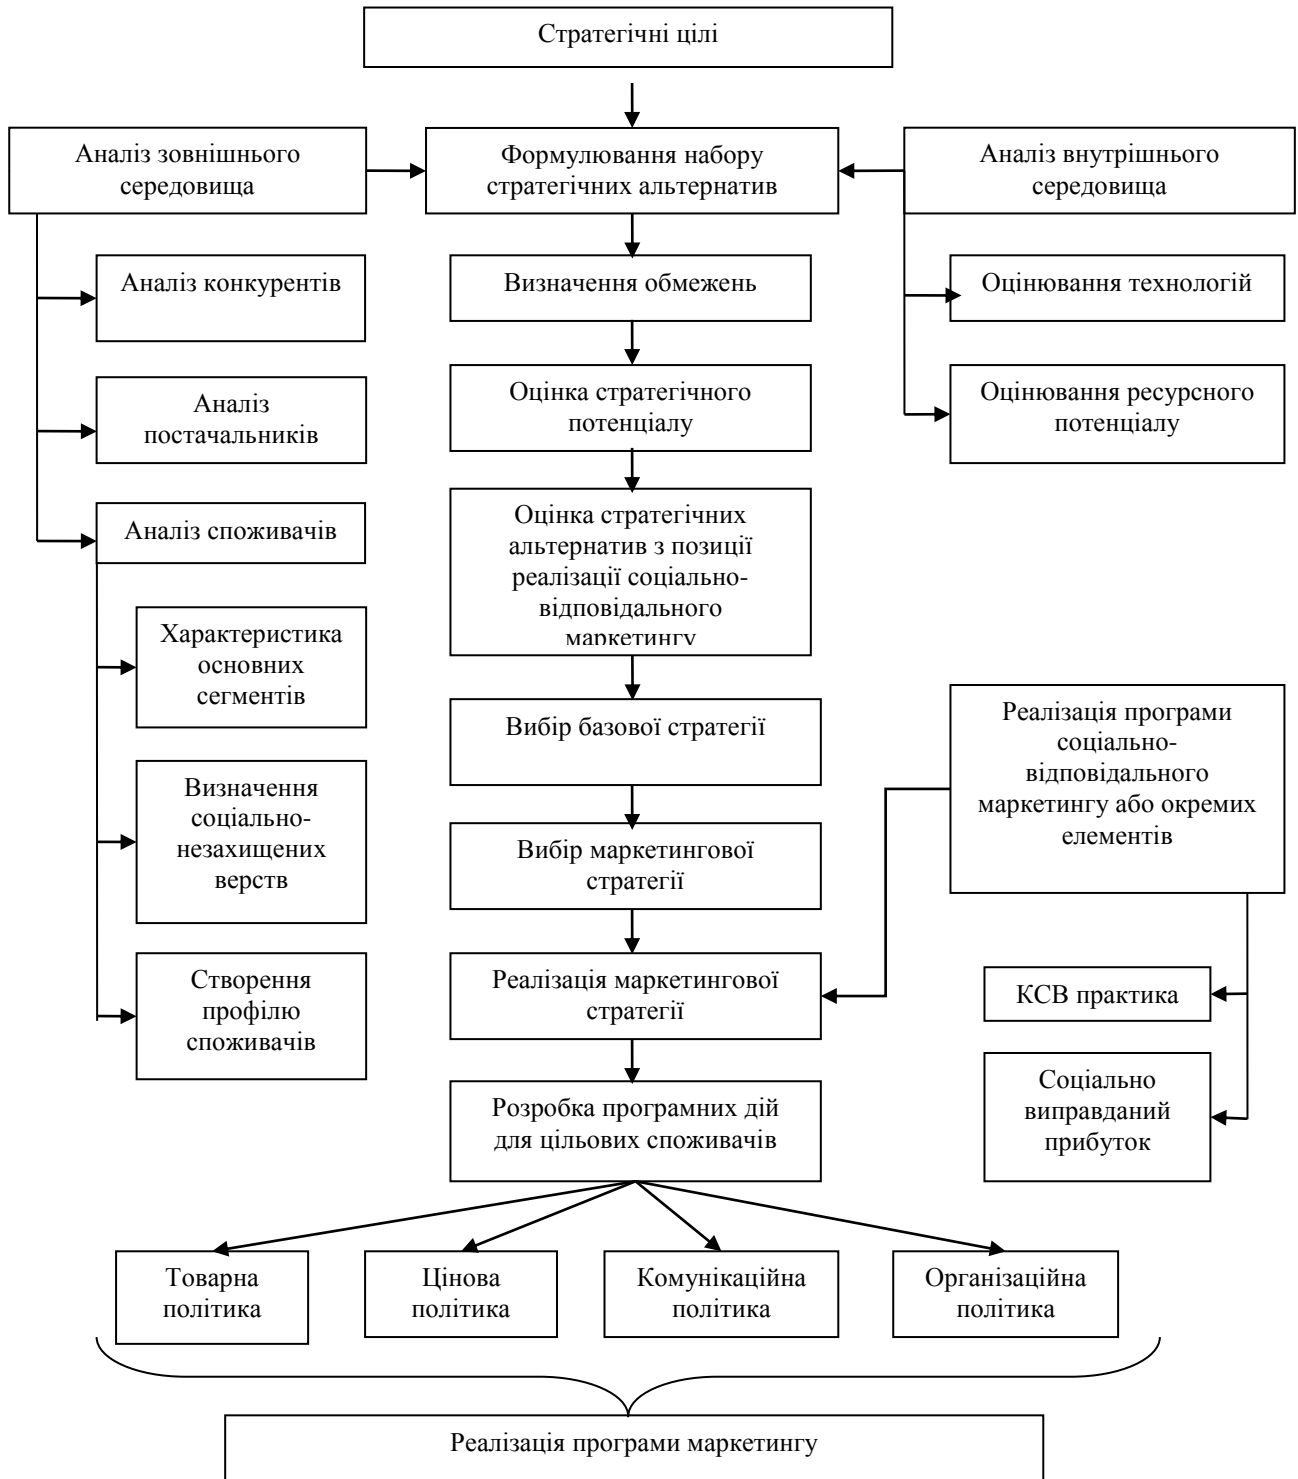 Стратегічні цілі
Аналіз зовнішнього
середовища
Формулювання набору
стратегічних альтернатив
Аналіз внутрішнього
середовища
Аналіз конкурентів
Визначення обмежень
Оцінювання технологій
Аналіз
постачальників
Оцінка стратегічного
потенціалу
Оцінювання ресурсного
потенціалу
Аналіз споживачів
Оцінка стратегічних
альтернатив з позиції
реалізації соціально-
відповідального
маркетингу
Характеристика
основних
сегментів
Вибір базової стратегії
Реалізація програми
соціально-
відповідального
маркетингу або окремих
елементів
Визначення
соціально-
незахищених
верств
Вибір маркетингової
стратегії
Створення
профілю
споживачів
Реалізація маркетингової
стратегії
КСВ практика
Соціально
виправданий
прибуток
Розробка програмних дій
для цільових споживачів
Товарна
політика
Цінова
політика
Комунікаційна
політика
Організаційна
політика
Реалізація програми маркетингу